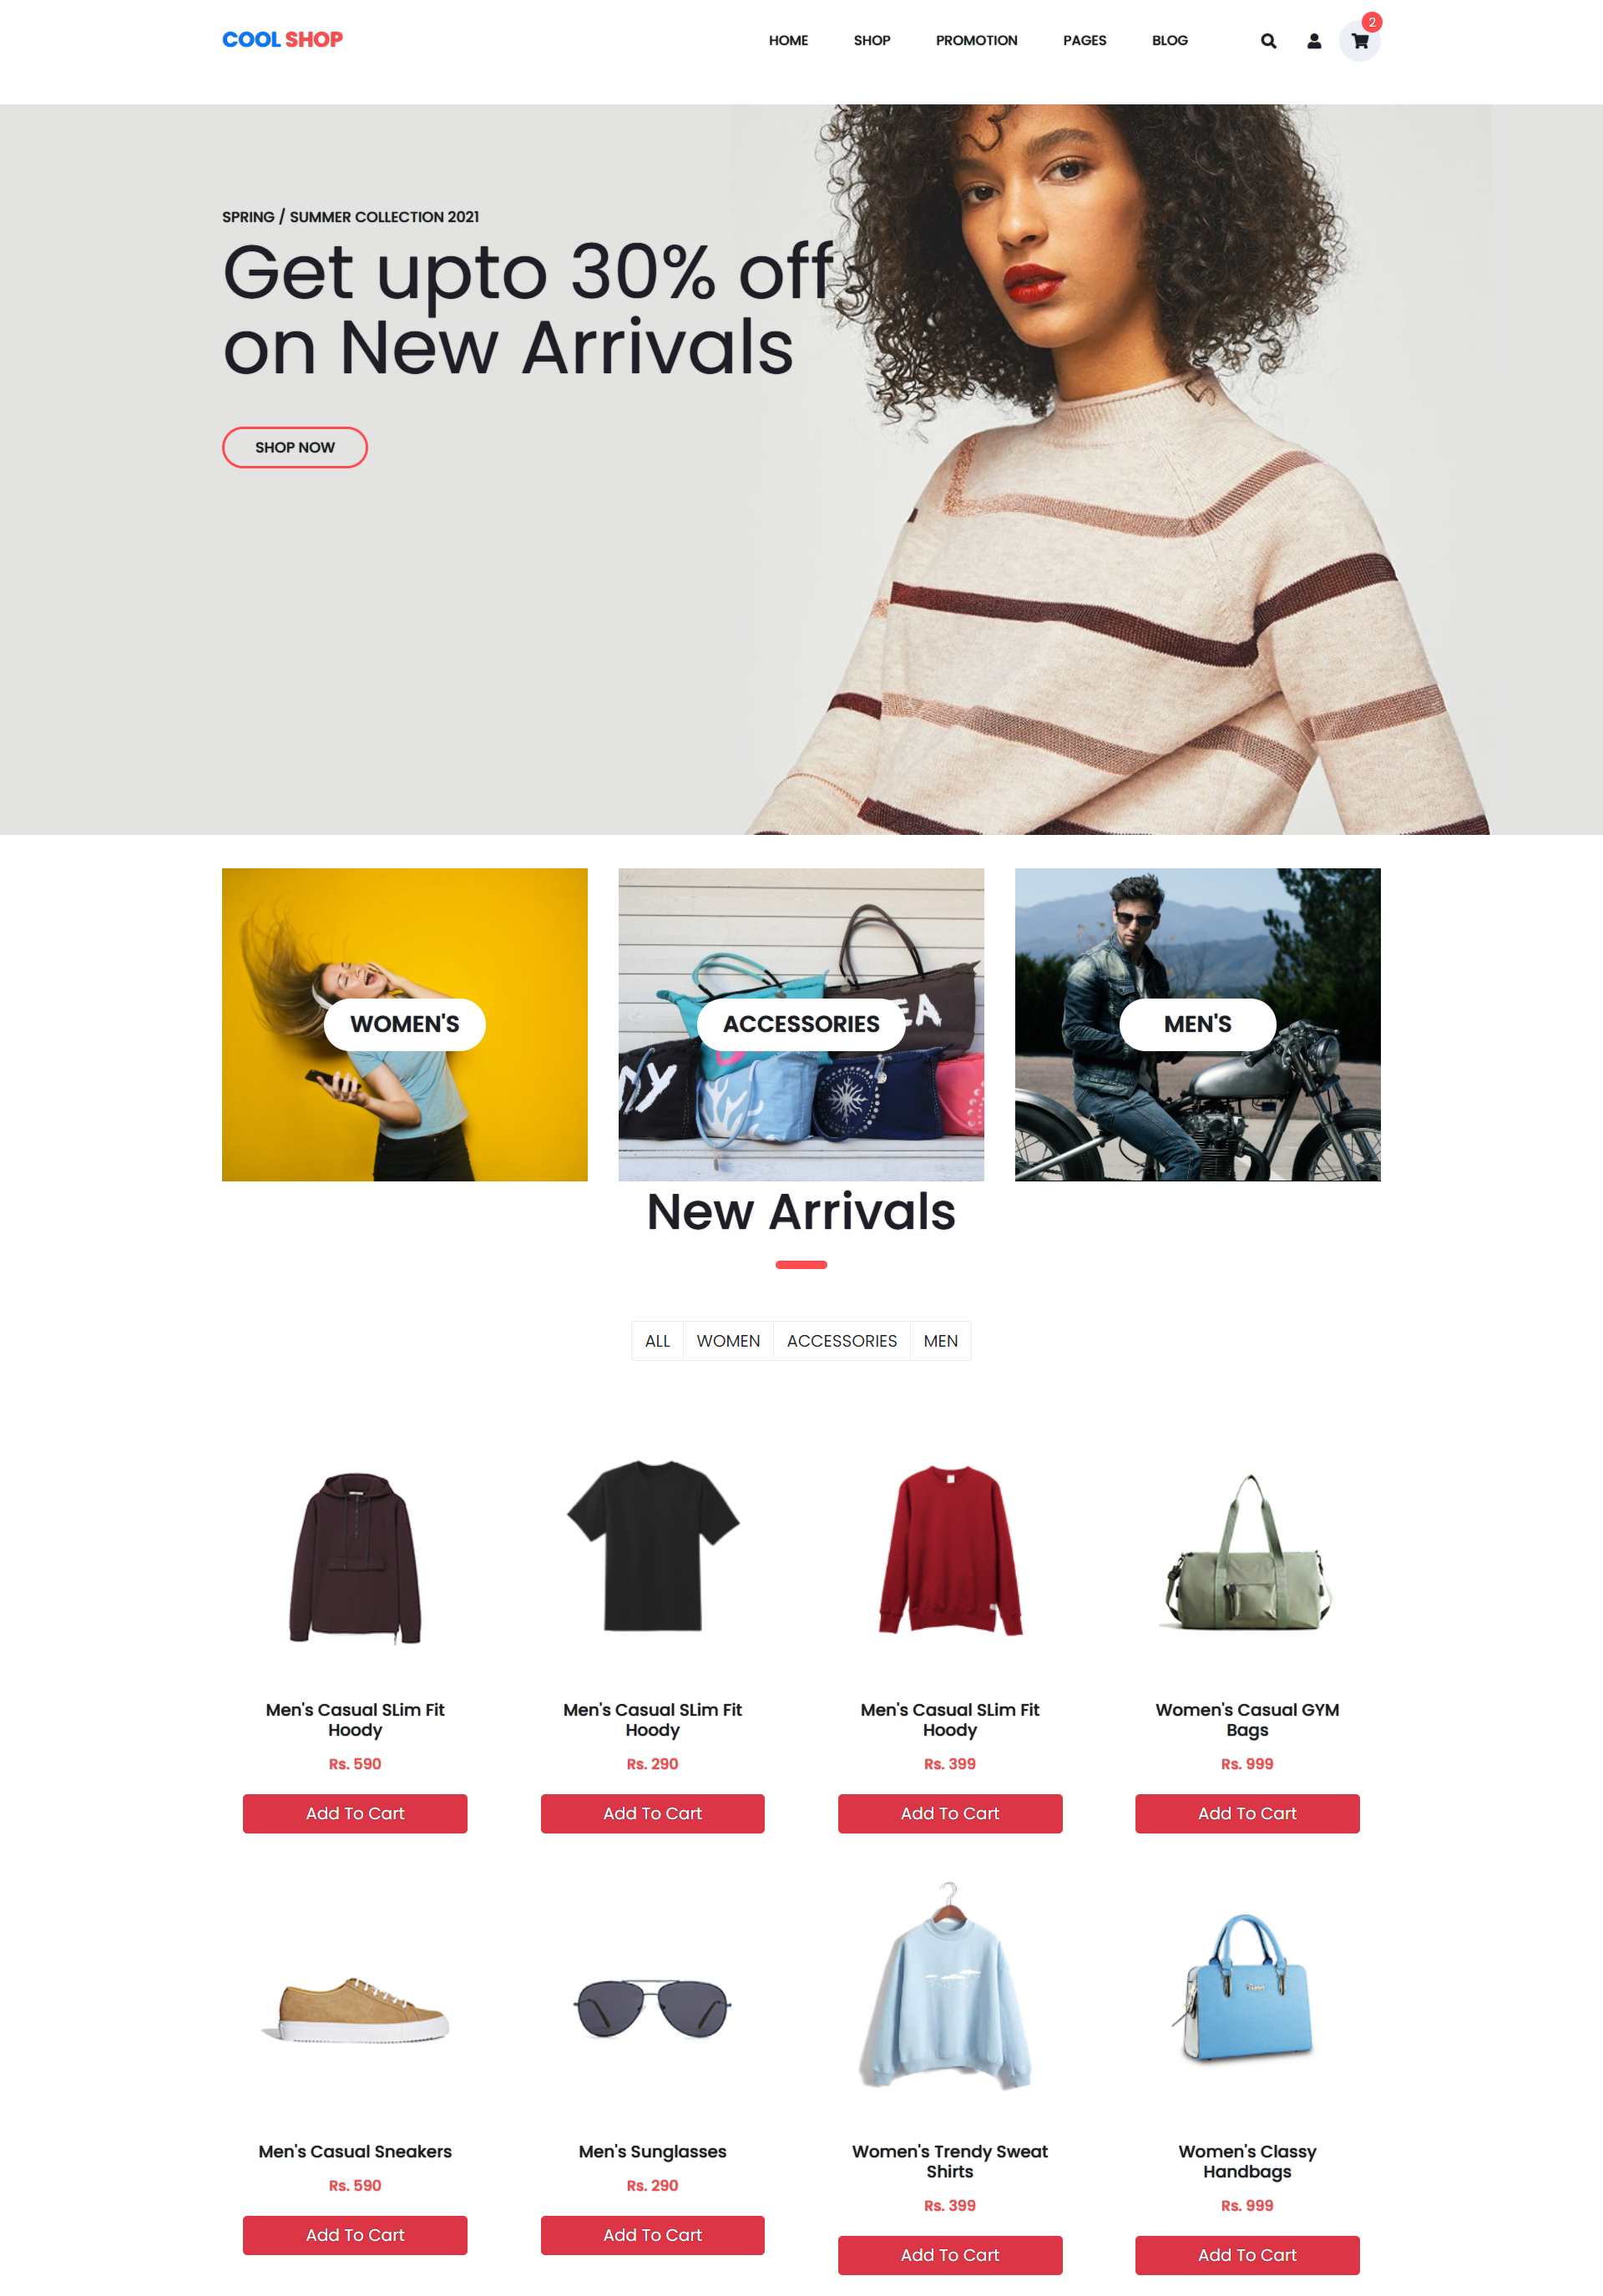 COOL SHOP
HOME SHOP PROMOTION PAGES BLOG
2
SPRING / SUMMER COLLECTION 2021
Get upto 30% off
on New Arrivals
SHOP NOW
WOMEN'S
ACCESSORIES
MEN'S
EA
NY
New Arrivals
ALL WOMEN ACCESSORIES MEN
Men's Casual SLim Fit
Hoody
Rs. 590
Add To Cart
Men's Casual SLim Fit
Hoody
Rs. 290
Add To Cart
Men's Casual SLim Fit
Hoody
Rs. 399
Add To Cart
Women's Casual GYM
Bags
Rs. 999
Add To Cart
Men's Casual Sneakers
Rs. 590
Add To Cart
Men's Sunglasses
Rs. 290
Add To Cart
Women's Trendy Sweat
Shirts
Rs. 399
Add To Cart
Women's Classy
Handbags
Rs. 999
Add To Cart